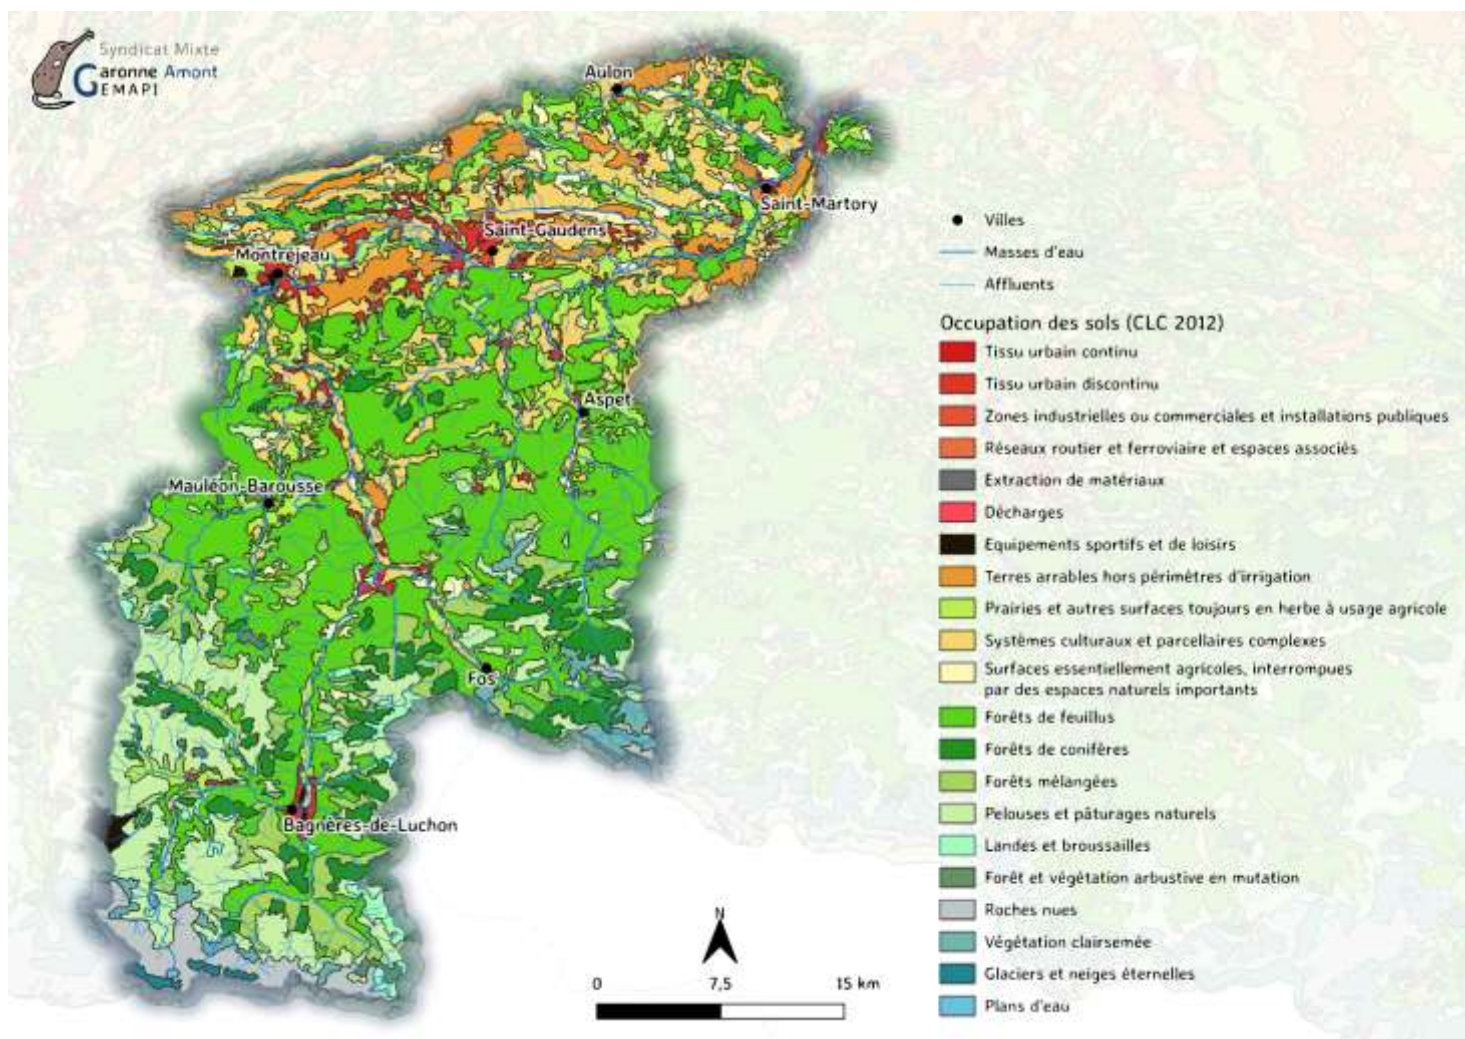 Syndicat Mixte
Garonne Amont
GEMAPI
Aulon
Saint-Martory
Saint-Gaudens
Montréjeau
Aspet
Mauléon-Barousse
Fos
Bagnères-de-Luchon
Villes
Masses d'eau
Affluents
Occupation des sols (CLC 2012)
Tissu urbain continu
Tissu urbain discontinu
Zones industrielles ou commerciales et installations publiques
Réseaux routier et ferroviaire et espaces associés
Extraction de matériaux
Décharges
Equipements sportifs et de loisirs
Terres arrables hors périmètres d'irrigation
Prairies et autres surfaces toujours en herbe à usage agricole
Systèmes culturaux et parcellaires complexes
Surfaces essentiellement agricoles, interrompues
par des espaces naturels importants
Forêts de feuillus
Forêts de conifères
Forêts mélangées
Pelouses et pâturages naturels
Landes et broussailles
Forêt et végétation arbustive en mutation
Roches nues
Végétation clairsemée
Glaciers et neiges éternelles
Plans d'eau
N
0 7,5 15 km